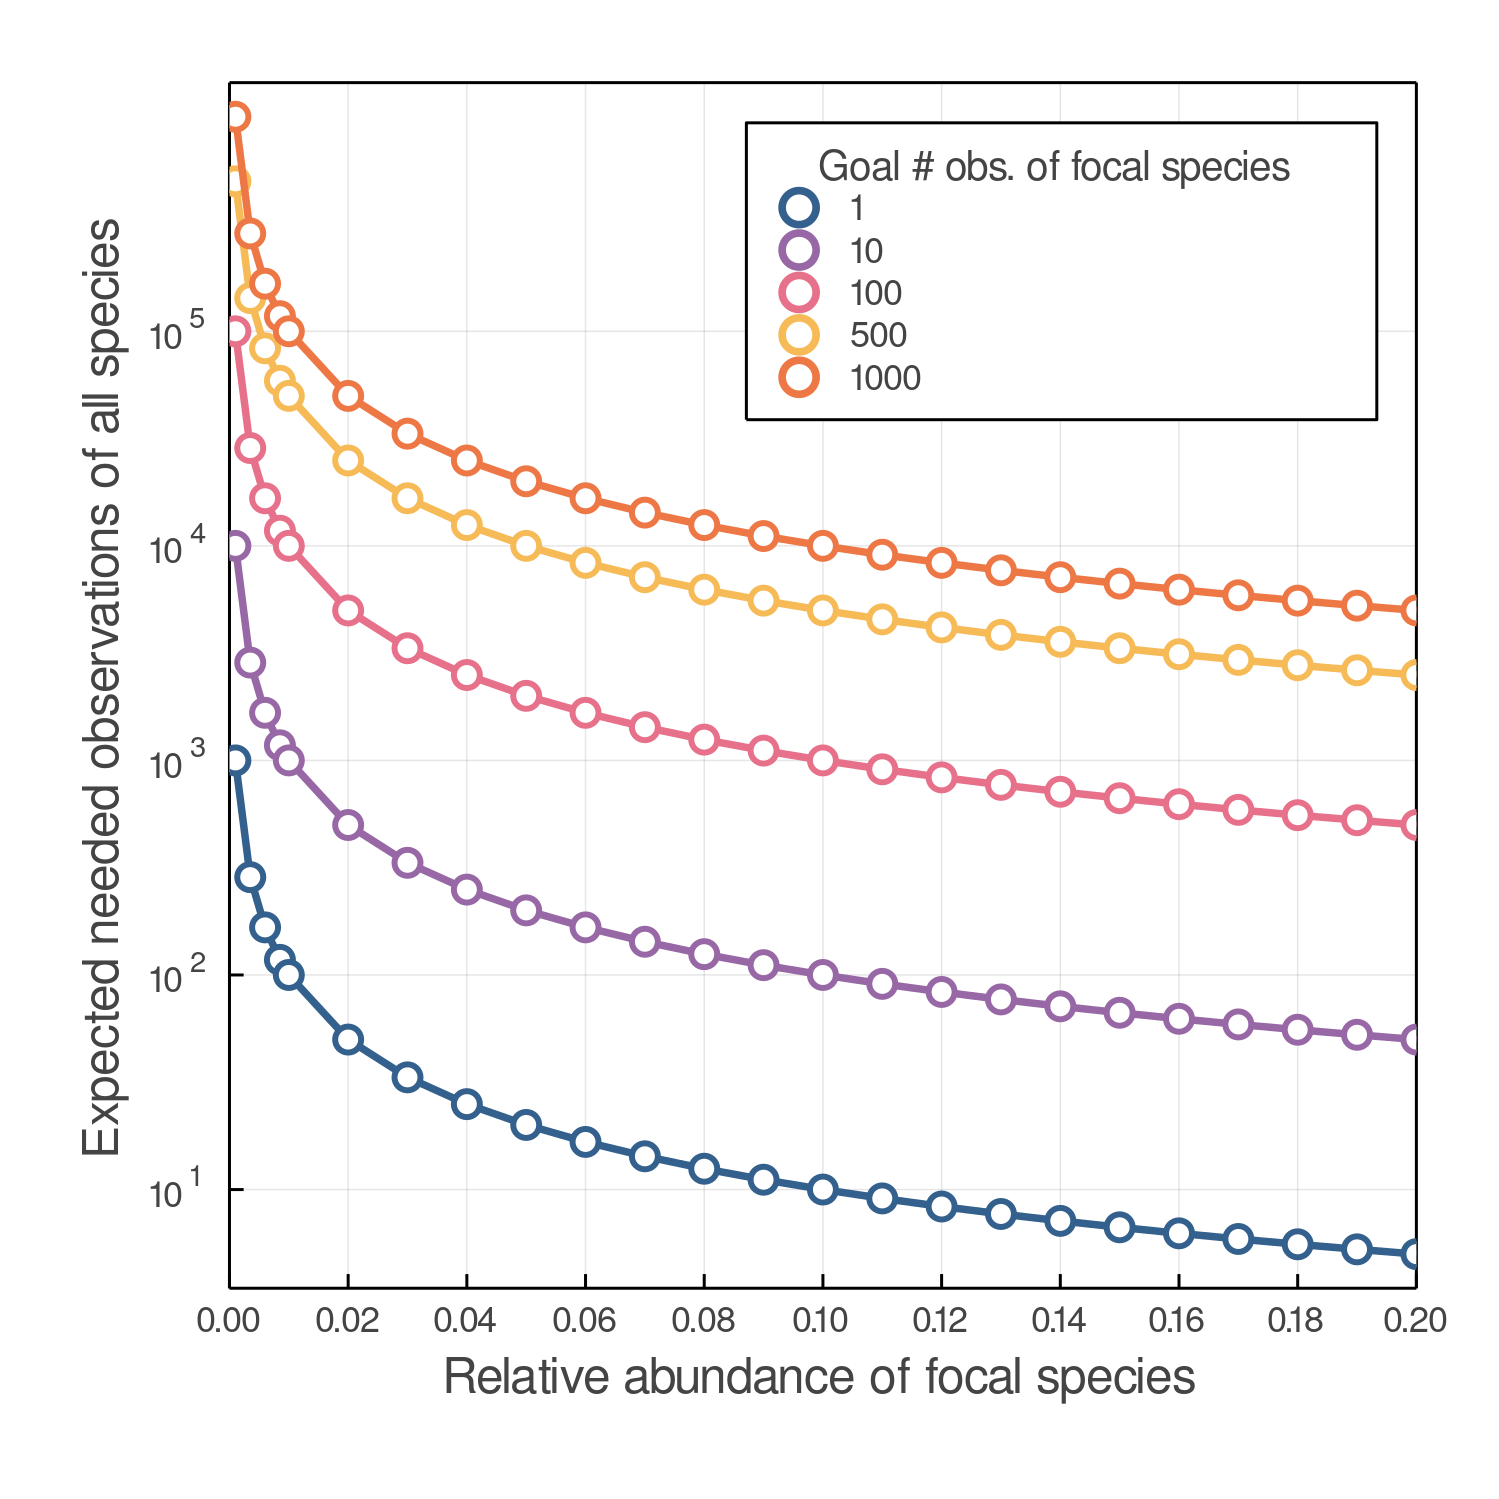 Goal # obs. of focal species
1
10
100
500
1000
Expected needed observations of all species
10 5
10 4
10 3
10 2
10 1
0.00 0.02 0.04 0.06 0.08 0.10 0.12 0.14 0.16 0.18 0.20
Relative abundance of focal species